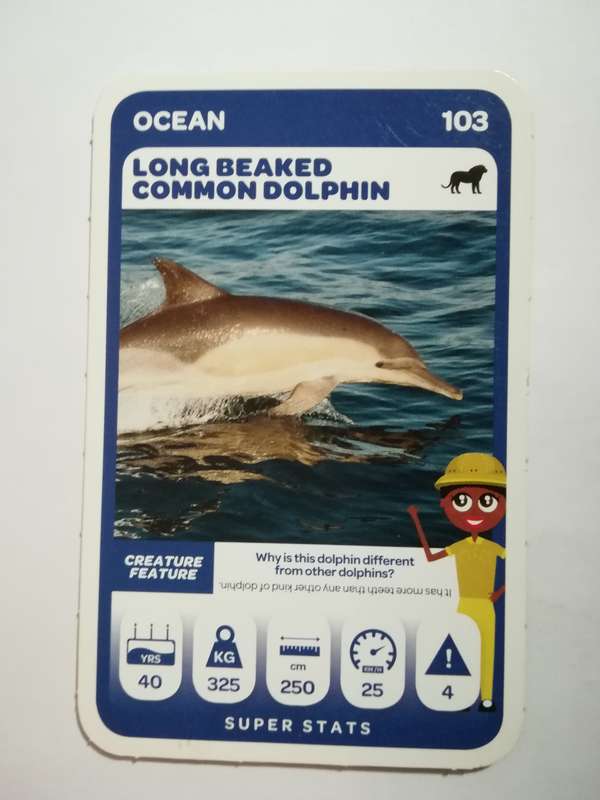 OCEAN 103
LONG BEAKED
COMMON DOLPHIN
CREATURE
FEATURE
Why is this dolphin different
from other dolphins?
It has more teeth than any other kind of dolphin.
YRS
40
KG
325
cm
250
KM/H
25
!
4
SUPER STATS